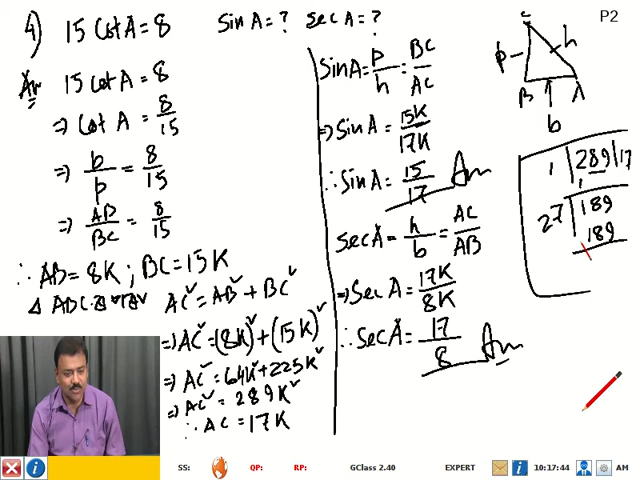 4) 15 Cot A = 8   Sin A = ?   Sec A = ?
Ans 15 cot A = 8
=> Cot A = 8/15
=> b/p = 8/15
=> AB/BC = 8/15
∴ AB = 8K ; BC = 15K
Δ ABC
AC² = AB² + BC²
=> AC² = (8K)² + (15K)²
=> AC² = 64K² + 225K²
=> AC² = 289K²
∴ AC = 17K
Sin A = p/h = BC/AC
=> Sin A = 15K/17K
∴ Sin A = 15/17 Ans
Sec A = h/b = AC/AB
=> Sec A = 17K/8K
∴ Sec A = 17/8 Ans
P2
C
p
h
B
A
b
1 | 289 | 17
1
27 | 189
189
SS:
QP:
RP:
GClass 2.40
EXPERT
10:17:44